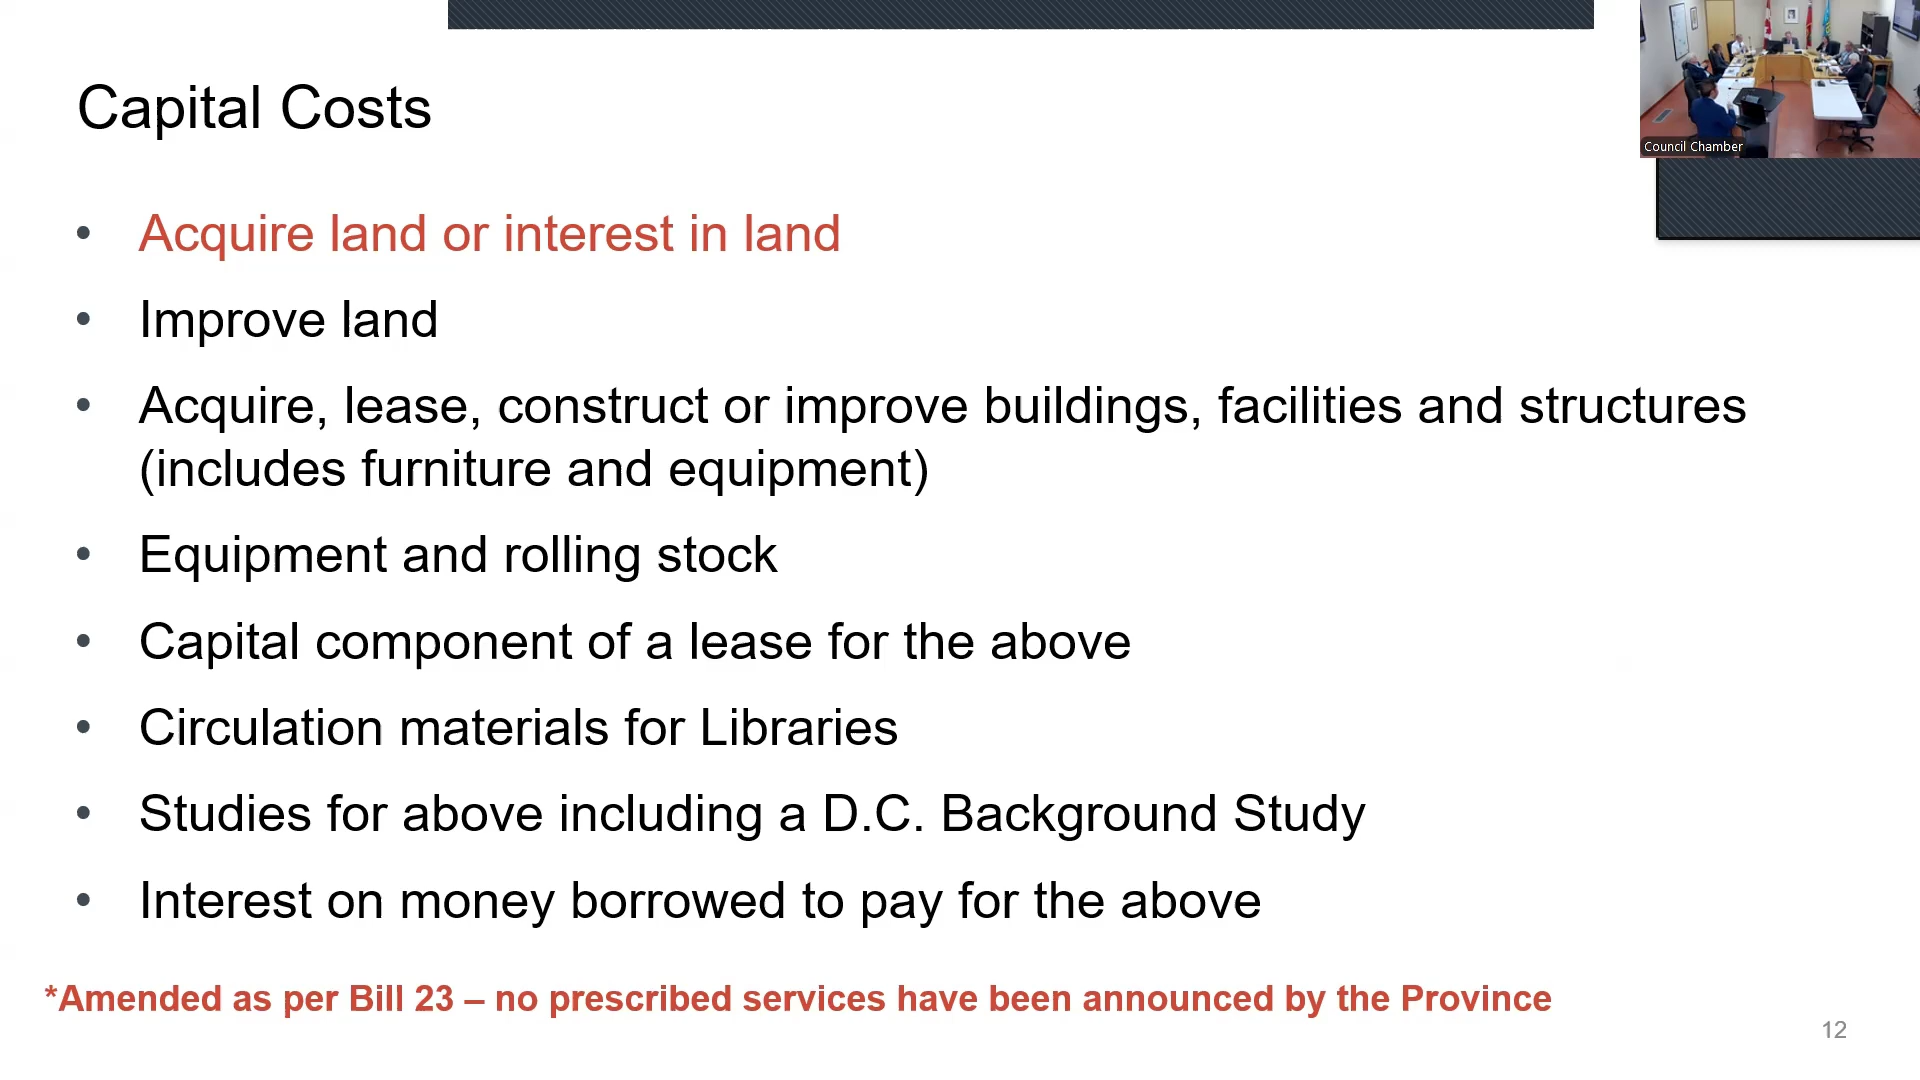 Capital Costs
Council Chamber
• Acquire land or interest in land
• Improve land
• Acquire, lease, construct or improve buildings, facilities and structures
(includes furniture and equipment)
• Equipment and rolling stock
• Capital component of a lease for the above
• Circulation materials for Libraries
• Studies for above including a D.C. Background Study
• Interest on money borrowed to pay for the above
*Amended as per Bill 23 – no prescribed services have been announced by the Province
12